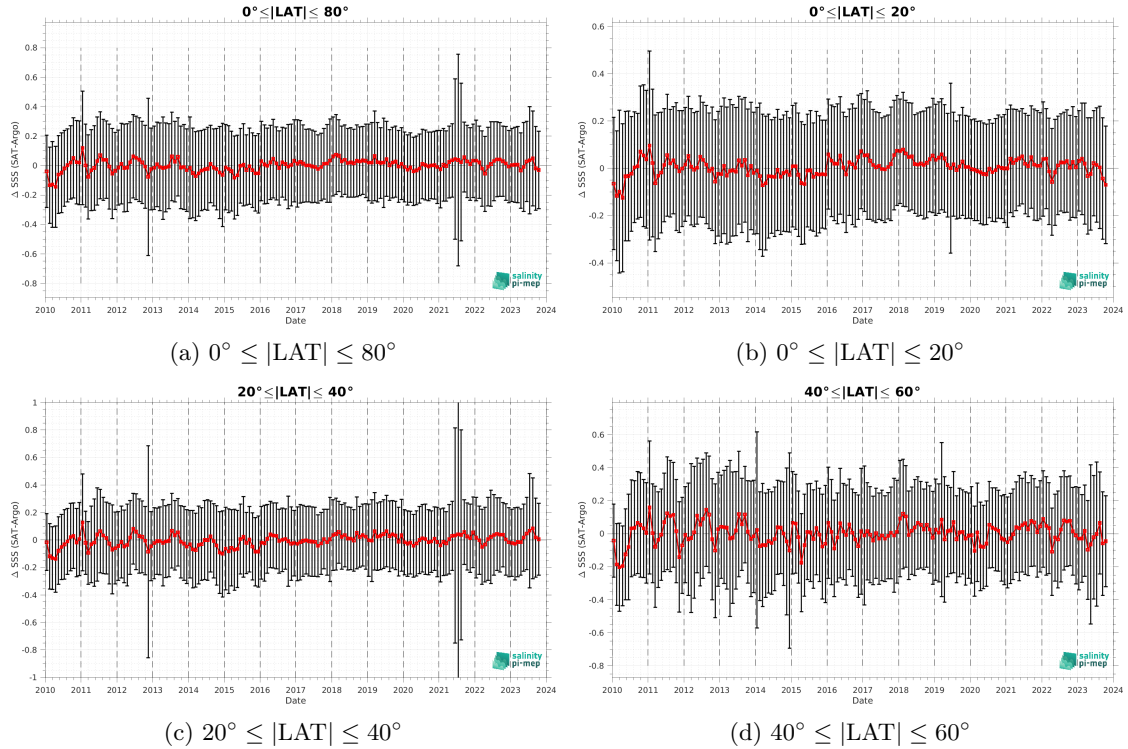 0°≤|LAT|≤ 80°
Δ SSS (SAT-Argo)
0.8
0.6
0.4
0.2
0
-0.2
-0.4
-0.6
-0.8
2010 2011 2012 2013 2014 2015 2016 2017 2018 2019 2020 2021 2022 2023 2024
Date
salinity
pi-mep
(a) 0° ≤ |LAT| ≤ 80°
0°≤|LAT|≤ 20°
Δ SSS (SAT-Argo)
0.6
0.4
0.2
0
-0.2
-0.4
2010 2011 2012 2013 2014 2015 2016 2017 2018 2019 2020 2021 2022 2023 2024
Date
salinity
pi-mep
(b) 0° ≤ |LAT| ≤ 20°
20°≤|LAT|≤ 40°
Δ SSS (SAT-Argo)
1
0.8
0.6
0.4
0.2
0
-0.2
-0.4
-0.6
-0.8
-1
2010 2011 2012 2013 2014 2015 2016 2017 2018 2019 2020 2021 2022 2023 2024
Date
salinity
pi-mep
(c) 20° ≤ |LAT| ≤ 40°
40°≤|LAT|≤ 60°
Δ SSS (SAT-Argo)
0.6
0.4
0.2
0
-0.2
-0.4
-0.6
-0.8
2010 2011 2012 2013 2014 2015 2016 2017 2018 2019 2020 2021 2022 2023 2024
Date
salinity
pi-mep
(d) 40° ≤ |LAT| ≤ 60°